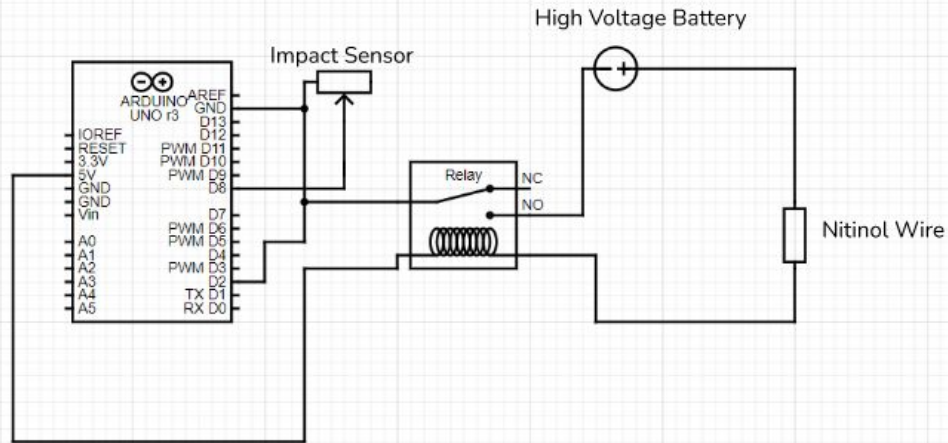 High Voltage Battery
Impact Sensor
ARDUINO
UNO r3
AREF
GND
D13
D12
PWM D11
PWM D10
PWM D9
D8
D7
PWM D6
PWM D5
D4
PWM D3
D2
TX D1
RX D0
IOREF
RESET
3.3V
5V
GND
GND
Vin
A0
A1
A2
A3
A4
A5
Relay
NC
NO
Nitinol Wire